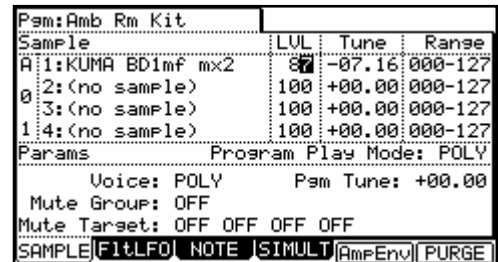 Pgm:Amb Rm Kit
Sample LVL Tune Range
A 1:KUMA BD1mf mx2 87 -07.16 000-127
2:(no sample) 100 +00.00 000-127
0 3:(no sample) 100 +00.00 000-127
1 4:(no sample) 100 +00.00 000-127
Params Program Play Mode: POLY
Voice: POLY Pgm Tune: +00.00
Mute Group: OFF
Mute Target: OFF OFF OFF OFF
SAMPLE FltLFO NOTE SIMULT AmpEnv PURGE